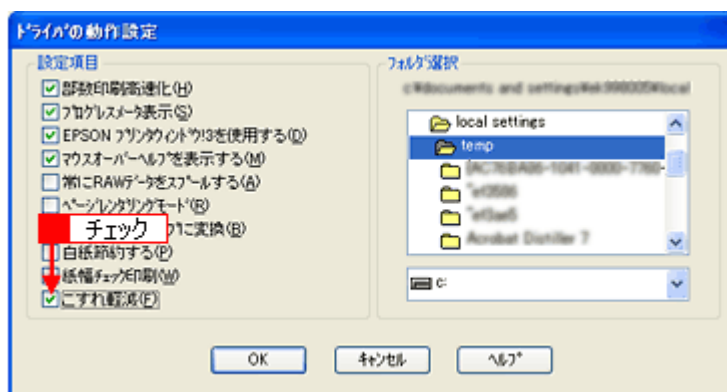 ﾄﾞﾗｲﾊﾞの動作設定
設定項目
部数印刷高速化(H)
ﾌﾟﾛｸﾞﾚｽﾒｰﾀ表示(S)
EPSON ﾌﾟﾘﾝﾀｳｨﾝﾄﾞｳ!3を使用する(O)
ﾏｳｽｵｰﾊﾞｰﾍﾙﾌﾟを表示する(M)
常にRAWﾃﾞｰﾀをｽﾌﾟｰﾙする(A)
ﾍﾟｰｼﾞﾚﾝﾀﾞﾘﾝｸﾞﾓｰﾄﾞ(R)
チェック
に変換(B)
白紙節約する(P)
紙幅ﾁｪｯｸ印刷(W)
こすれ軽減(F)
ﾌｫﾙﾀﾞ選択
local settings
temp
Acrobat Distiller 7
c:
OK
ｷｬﾝｾﾙ
ﾍﾙﾌﾟ